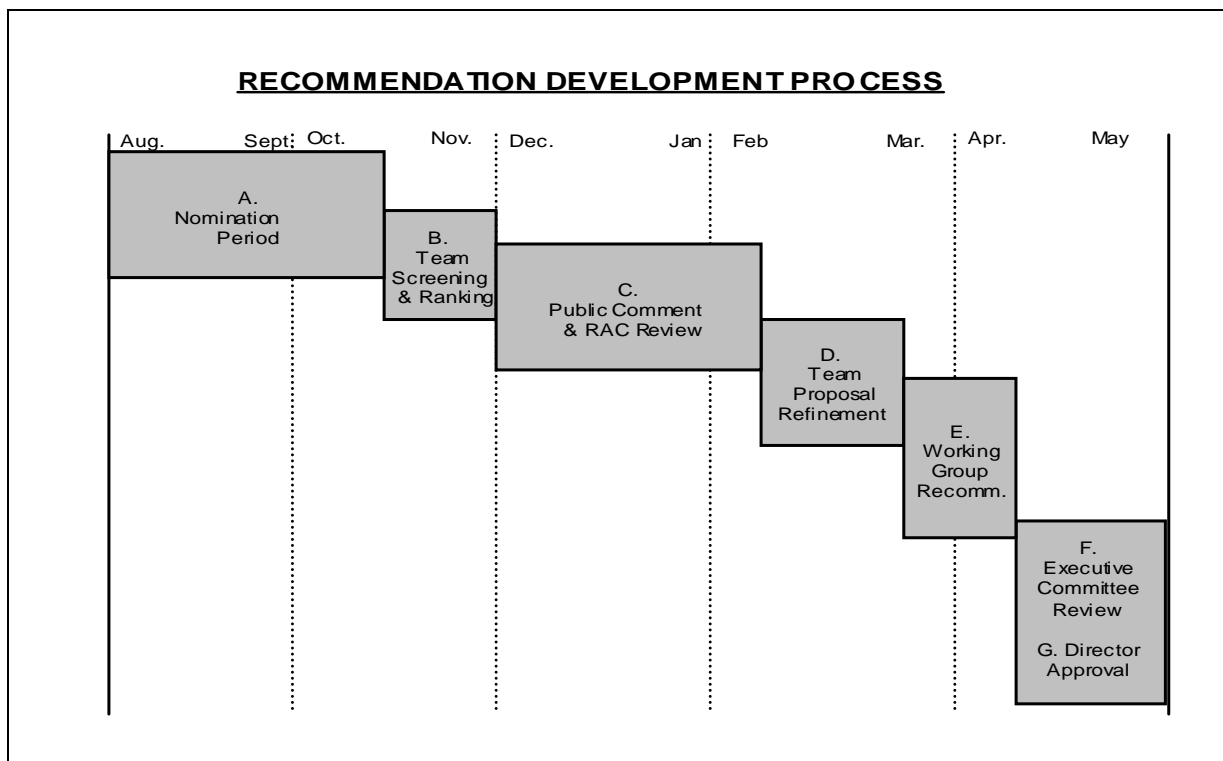 RECOMMENDATION DEVELOPMENT PROCESS
Aug. Sept. Oct. Nov. Dec. Jan Feb Mar. Apr. May
A.
Nomination
Period
B.
Team
Screening
& Ranking
C.
Public Comment
& RAC Review
D.
Team
Proposal
Refinement
E.
Working
Group
Recomm.
F.
Executive
Committee
Review
G. Director
Approval